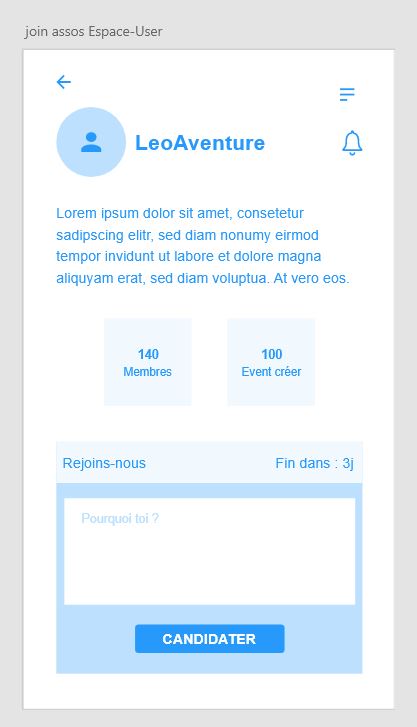 join assos Espace-User
LeoAventure
Lorem ipsum dolor sit amet, consetetur
sadipscing elitr, sed diam nonumy eirmod
tempor invidunt ut labore et dolore magna
aliquyam erat, sed diam voluptua. At vero eos.
140
Membres
100
Event créer
Rejoins-nous
Fin dans : 3j
Pourquoi toi ?
CANDIDATER